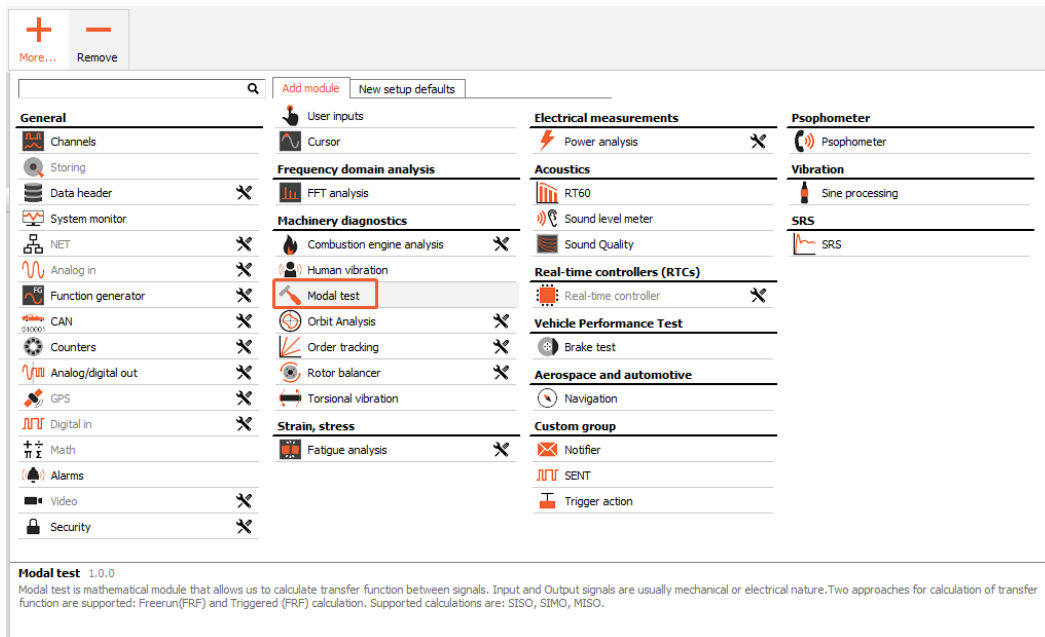 More...
Remove
Add module
New setup defaults
General
Channels
Storing
Data header
System monitor
NET
Analog in
FG
Function generator
010001
CAN
Counters
Analog/digital out
GPS
Digital in
Math
Alarms
Video
Security
User inputs
Cursor
Frequency domain analysis
FFT analysis
Machinery diagnostics
Combustion engine analysis
Human vibration
Modal test
Orbit Analysis
Order tracking
Rotor balancer
Torsional vibration
Strain, stress
Fatigue analysis
Electrical measurements
Power analysis
Acoustics
RT60
Sound level meter
Sound Quality
Real-time controllers (RTCs)
Real-time controller
Vehicle Performance Test
Brake test
Aerospace and automotive
Navigation
Custom group
Notifier
SENT
Trigger action
Psophometer
Psophometer
Vibration
Sine processing
SRS
SRS
Modal test 1.0.0
Modal test is mathematical module that allows us to calculate transfer function between signals. Input and Output signals are usually mechanical or electrical nature.Two approaches for calculation of transfer
function are supported: Freerun(FRF) and Triggered (FRF) calculation. Supported calculations are: SISO, SIMO, MISO.